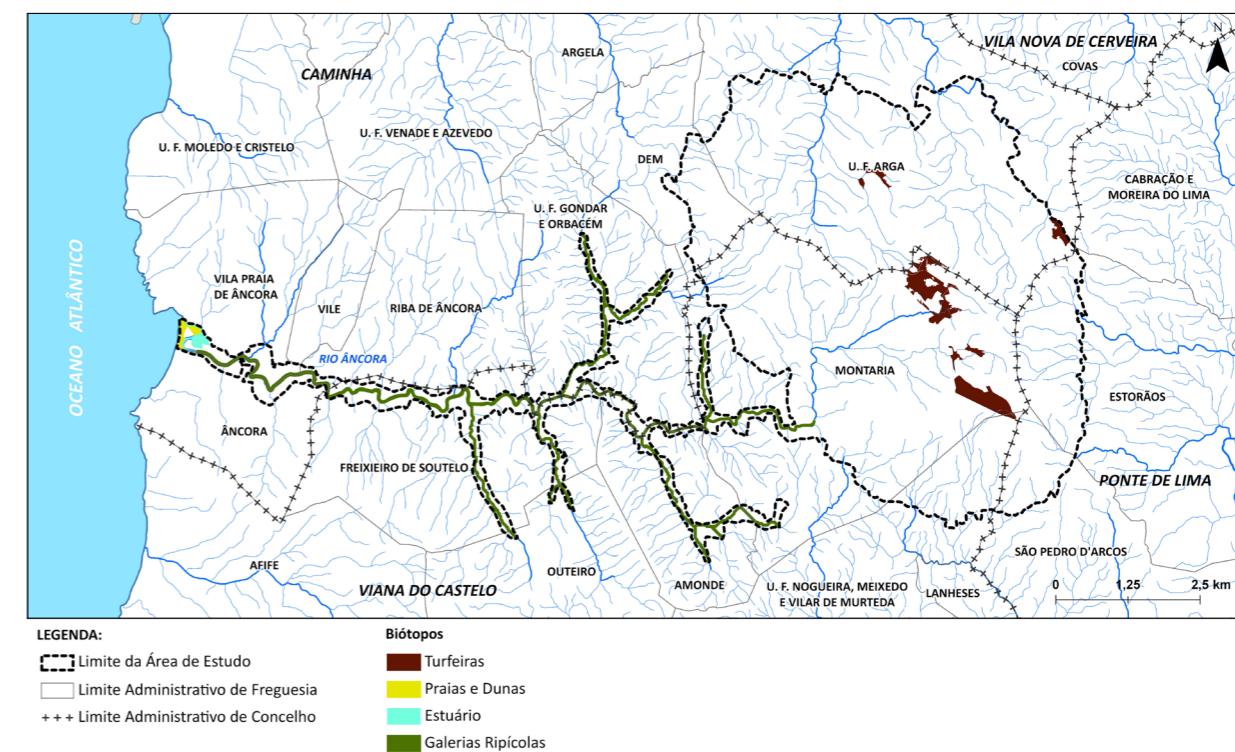 N
VILA NOVA DE CERVEIRA
COVAS
ARGELA
CAMINHA
U. F. VENADE E AZEVEDO
U. F. MOLEDO E CRISTELO
DEM
U. F. ARGA
CABRAÇÃO E
MOREIRA DO LIMA
U. F. GONDAR
E ORBACÉM
OCEANO ATLÂNTICO
VILA PRAIA
DE ÂNCORA
VILE
RIBA DE ÂNCORA
RIO ÂNCORA
MONTARIA
ESTORÃOS
ÂNCORA
FREIXIEIRO DE SOUTELO
PONTE DE LIMA
SÃO PEDRO D'ARCOS
AFIFE
VIANA DO CASTELO
OUTEIRO
AMONDE
U. F. NOGUEIRA, MEIXEDO
E VILAR DE MURTEDA
LANHESES
0 1,25 2,5 km
LEGENDA:
Limite da Área de Estudo
Limite Administrativo de Freguesia
Limite Administrativo de Concelho
Biótopos
Turfeiras
Praias e Dunas
Estuário
Galerias Ripícolas